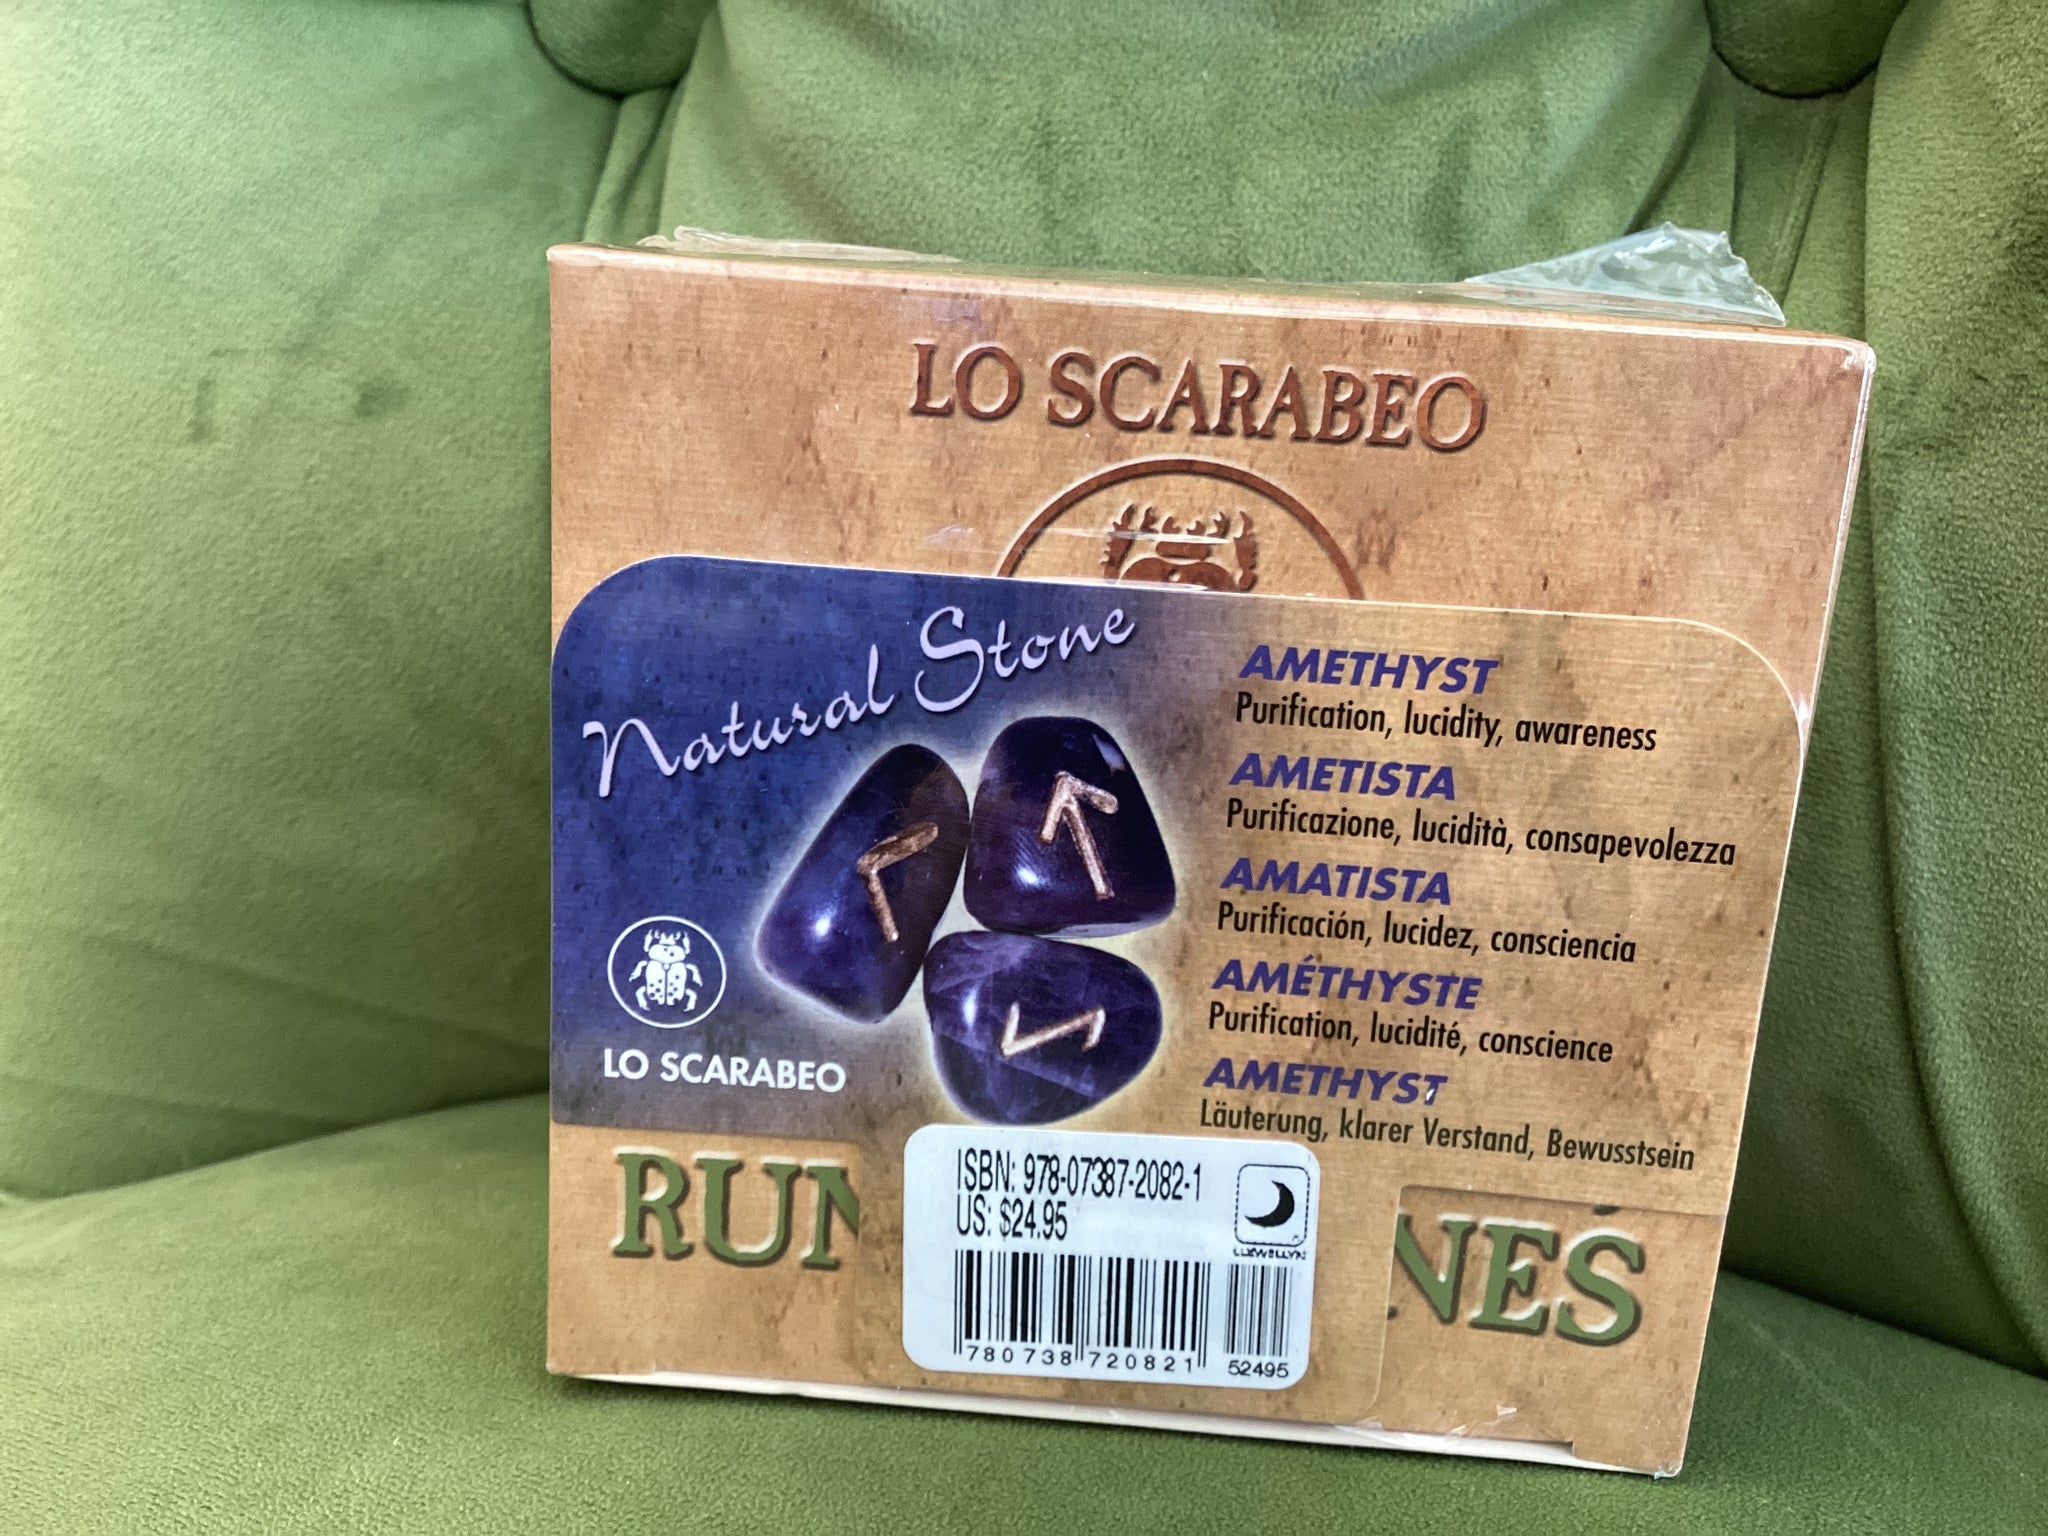 LO SCARABEO
Natural Stone
LO SCARABEO
AMETHYST
Purification, lucidity, awareness
AMETISTA
Purificazione, lucidità, consapevolezza
AMATISTA
Purificación, lucidez, consciencia
AMÉTHYSTE
Purification, lucidité, conscience
AMETHYST
Läuterung, klarer Verstand, Bewusstsein
ISBN: 978-07387-2082-1
US: $24.95
LLEWELLYN
780738 720821 52495